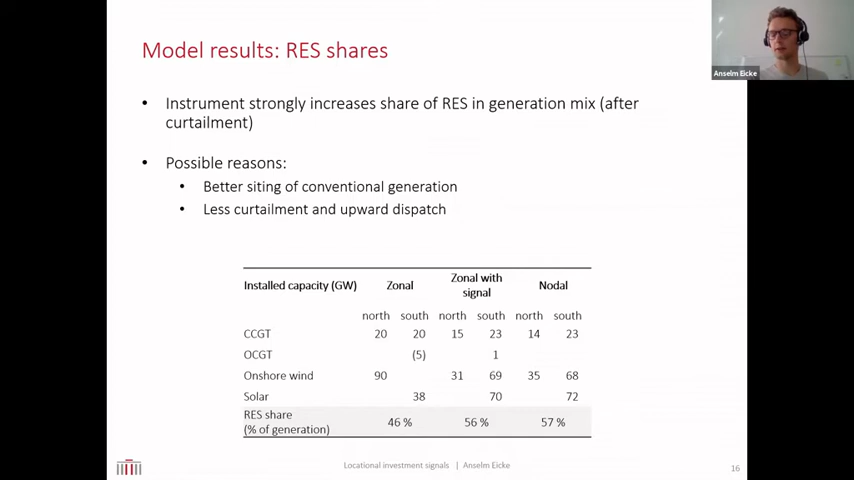 Model results: RES shares
Anselm Eicke
• Instrument strongly increases share of RES in generation mix (after
curtailment)
• Possible reasons:
• Better siting of conventional generation
• Less curtailment and upward dispatch
Installed capacity (GW) Zonal Zonal with signal Nodal
north south north south north south
CCGT 20 20 15 23 14 23
OCGT (5) 1
Onshore wind 90 31 69 35 68
Solar 38 70 72
RES share
(% of generation) 46 % 56 % 57 %
Locational investment signals | Anselm Eicke
16